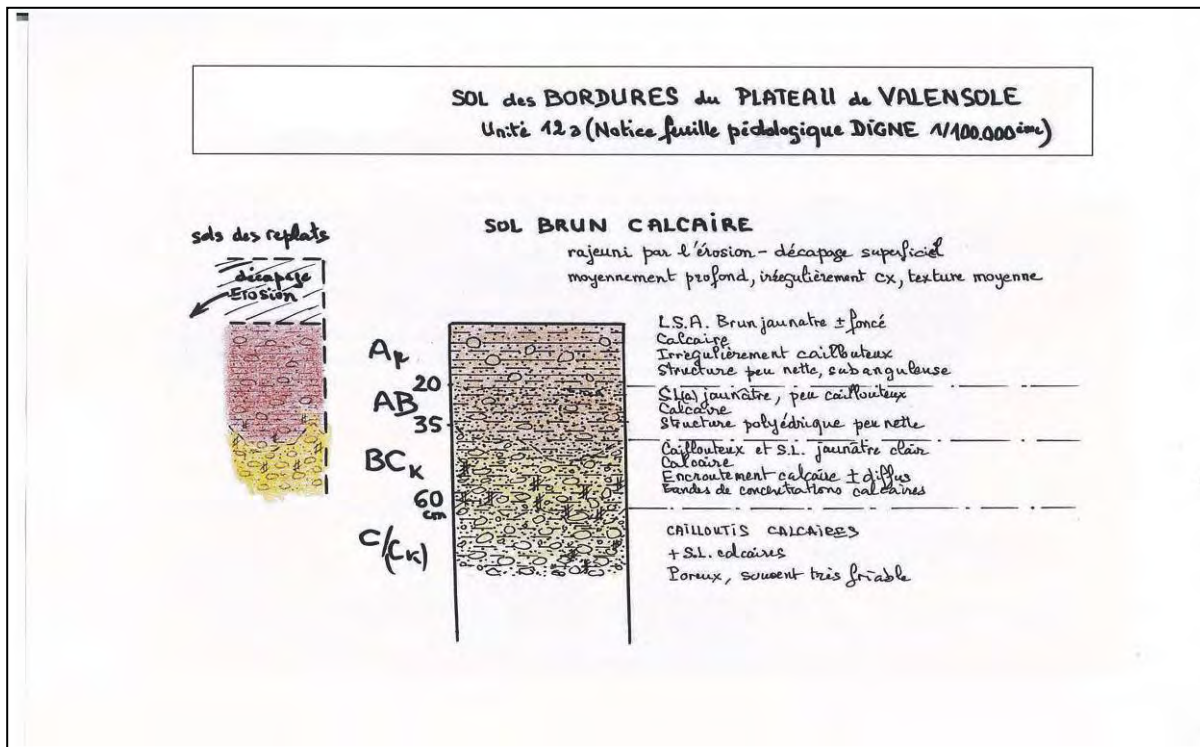 SOL des BORDURES du PLATEAU de VALENSOLE
Unité 12a (Notice feuille pédologique DIGNE 1/100.000ème)
sols des replats
décapage
Erosion
SOL BRUN CALCAIRE
rajeuni par l'érosion - décapage superficiel
moyennement profond, irrégulièrement cx, texture moyenne
Ap
L.S.A. Brun jaunatre ± foncé
Calcaire
Irregulièrement caillouteux
Structure peu nette, subanguleuse
20
AB
SL(a) jaunâtre, peu caillouteux
Calcaire
Structure polyédrique peu nette
35
BCk
Caillouteux et S.L. jaunâtre clair
Calcaire
Encroutement calcaire ± diffus
Bandes de concentrations calcaires
60
cm
C/(Ck)
CAILLOUTIS CALCAIRES
+ S.L. calcaires
Poreux, souvent très friable